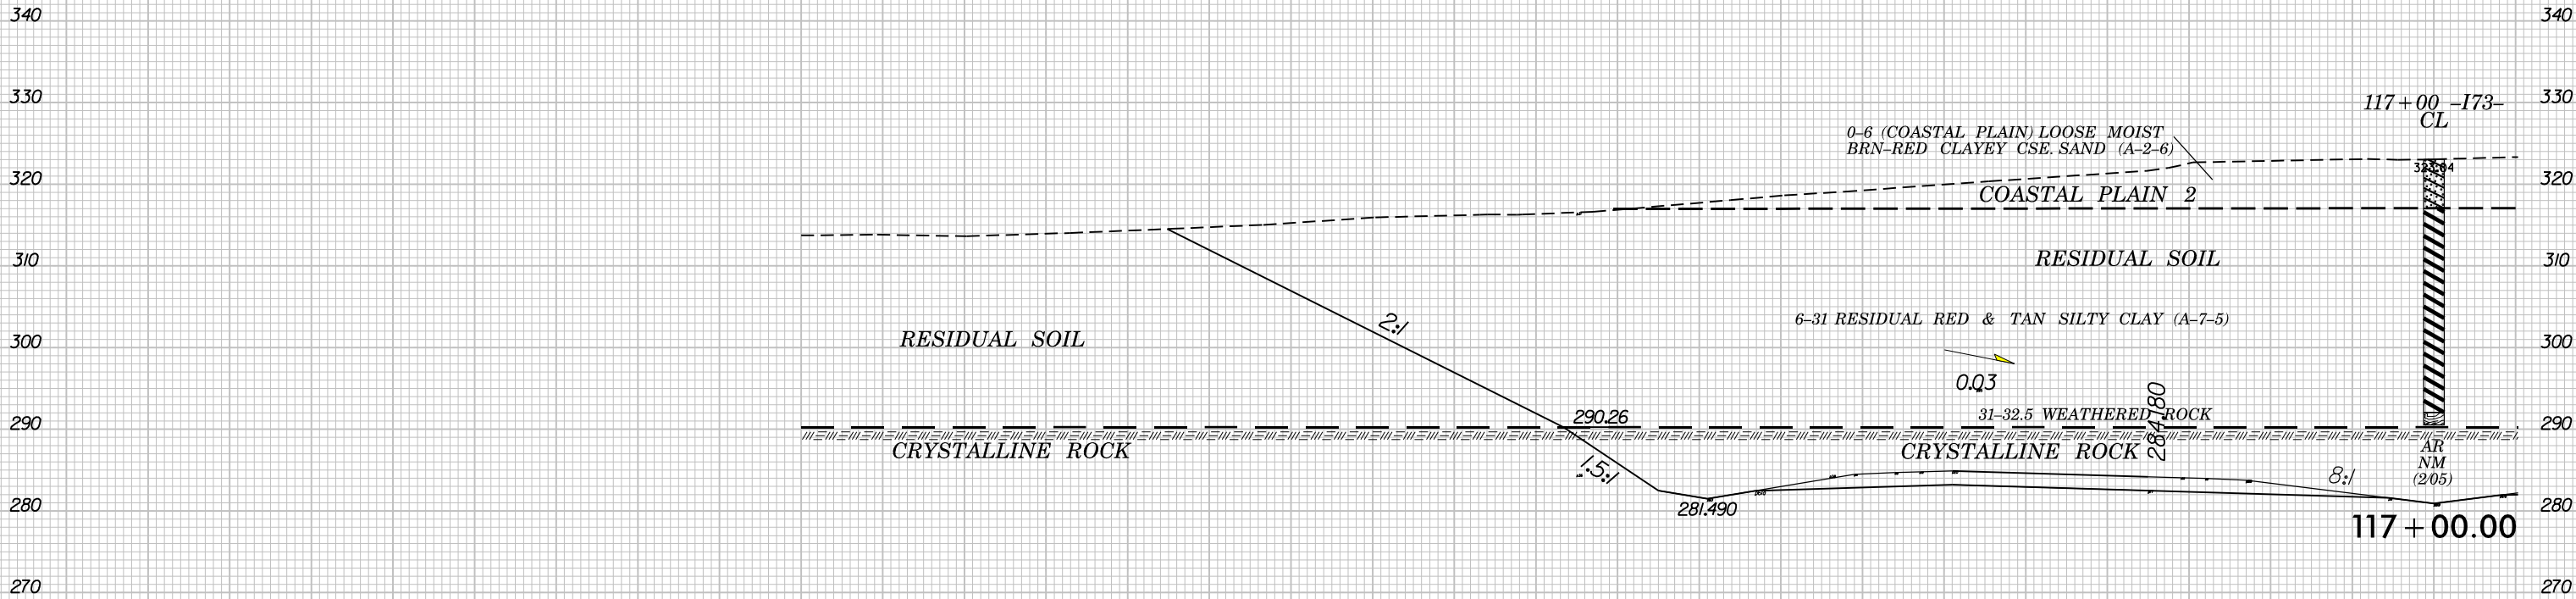 340 340
330 330
117+00 -I73-
CL
0-6 (COASTAL PLAIN) LOOSE MOIST
BRN-RED CLAYEY CSE. SAND (A-2-6)
320 320
COASTAL PLAIN 2
310 310
RESIDUAL SOIL
2:1
6-31 RESIDUAL RED & TAN SILTY CLAY (A-7-5)
300 300
RESIDUAL SOIL
0.03
284.180
290 290
290.26
31-32.5 WEATHERED ROCK
CRYSTALLINE ROCK
CRYSTALLINE ROCK
AR
NM
(2/05)
1.5:1
8:1
280 280
281.490
117+00.00
270 270